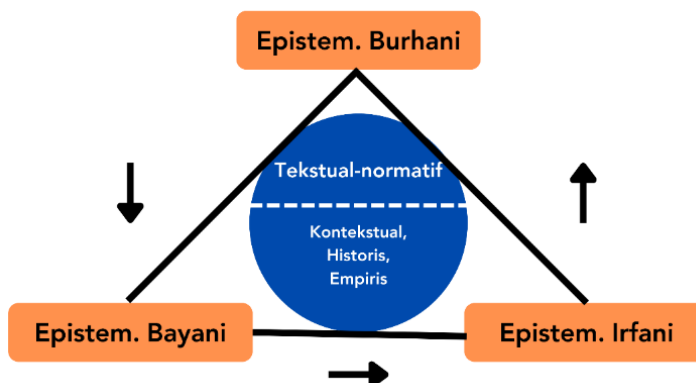 Epistem. Burhani
Tekstual-normatif
Kontekstual,
Historis,
Empiris
Epistem. Bayani
Epistem. Irfani